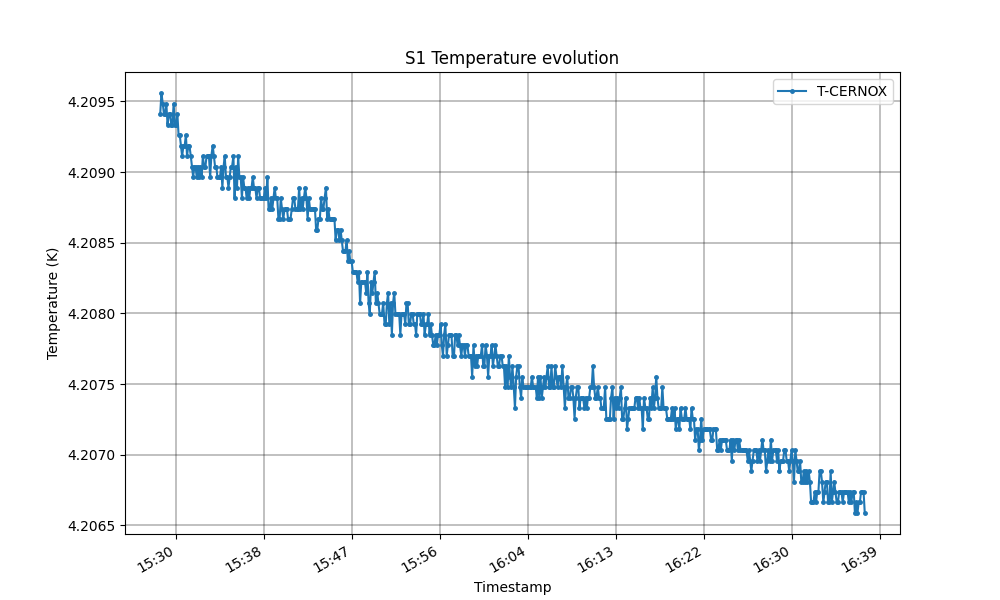 S1 Temperature evolution
T-CERNOX
4.2095
4.2090
4.2085
4.2080
4.2075
4.2070
4.2065
Temperature (K)
15:30 15:38 15:47 15:56 16:04 16:13 16:22 16:30 16:39
Timestamp